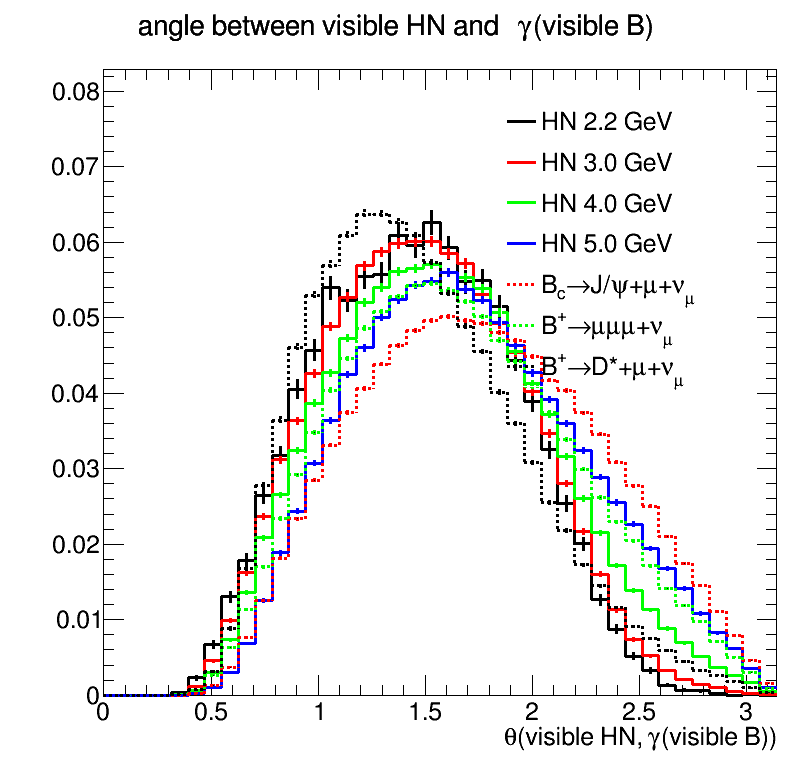 angle between visible HN and γ(visible B)
0.08
0.07
0.06
0.05
0.04
0.03
0.02
0.01
0
HN 2.2 GeV
HN 3.0 GeV
HN 4.0 GeV
HN 5.0 GeV
B_c→J/ψ+μ+ν_μ
B^+→μμμ+ν_μ
B^+→D*+μ+ν_μ
0 0.5 1 1.5 2 2.5 3
θ(visible HN, γ(visible B))